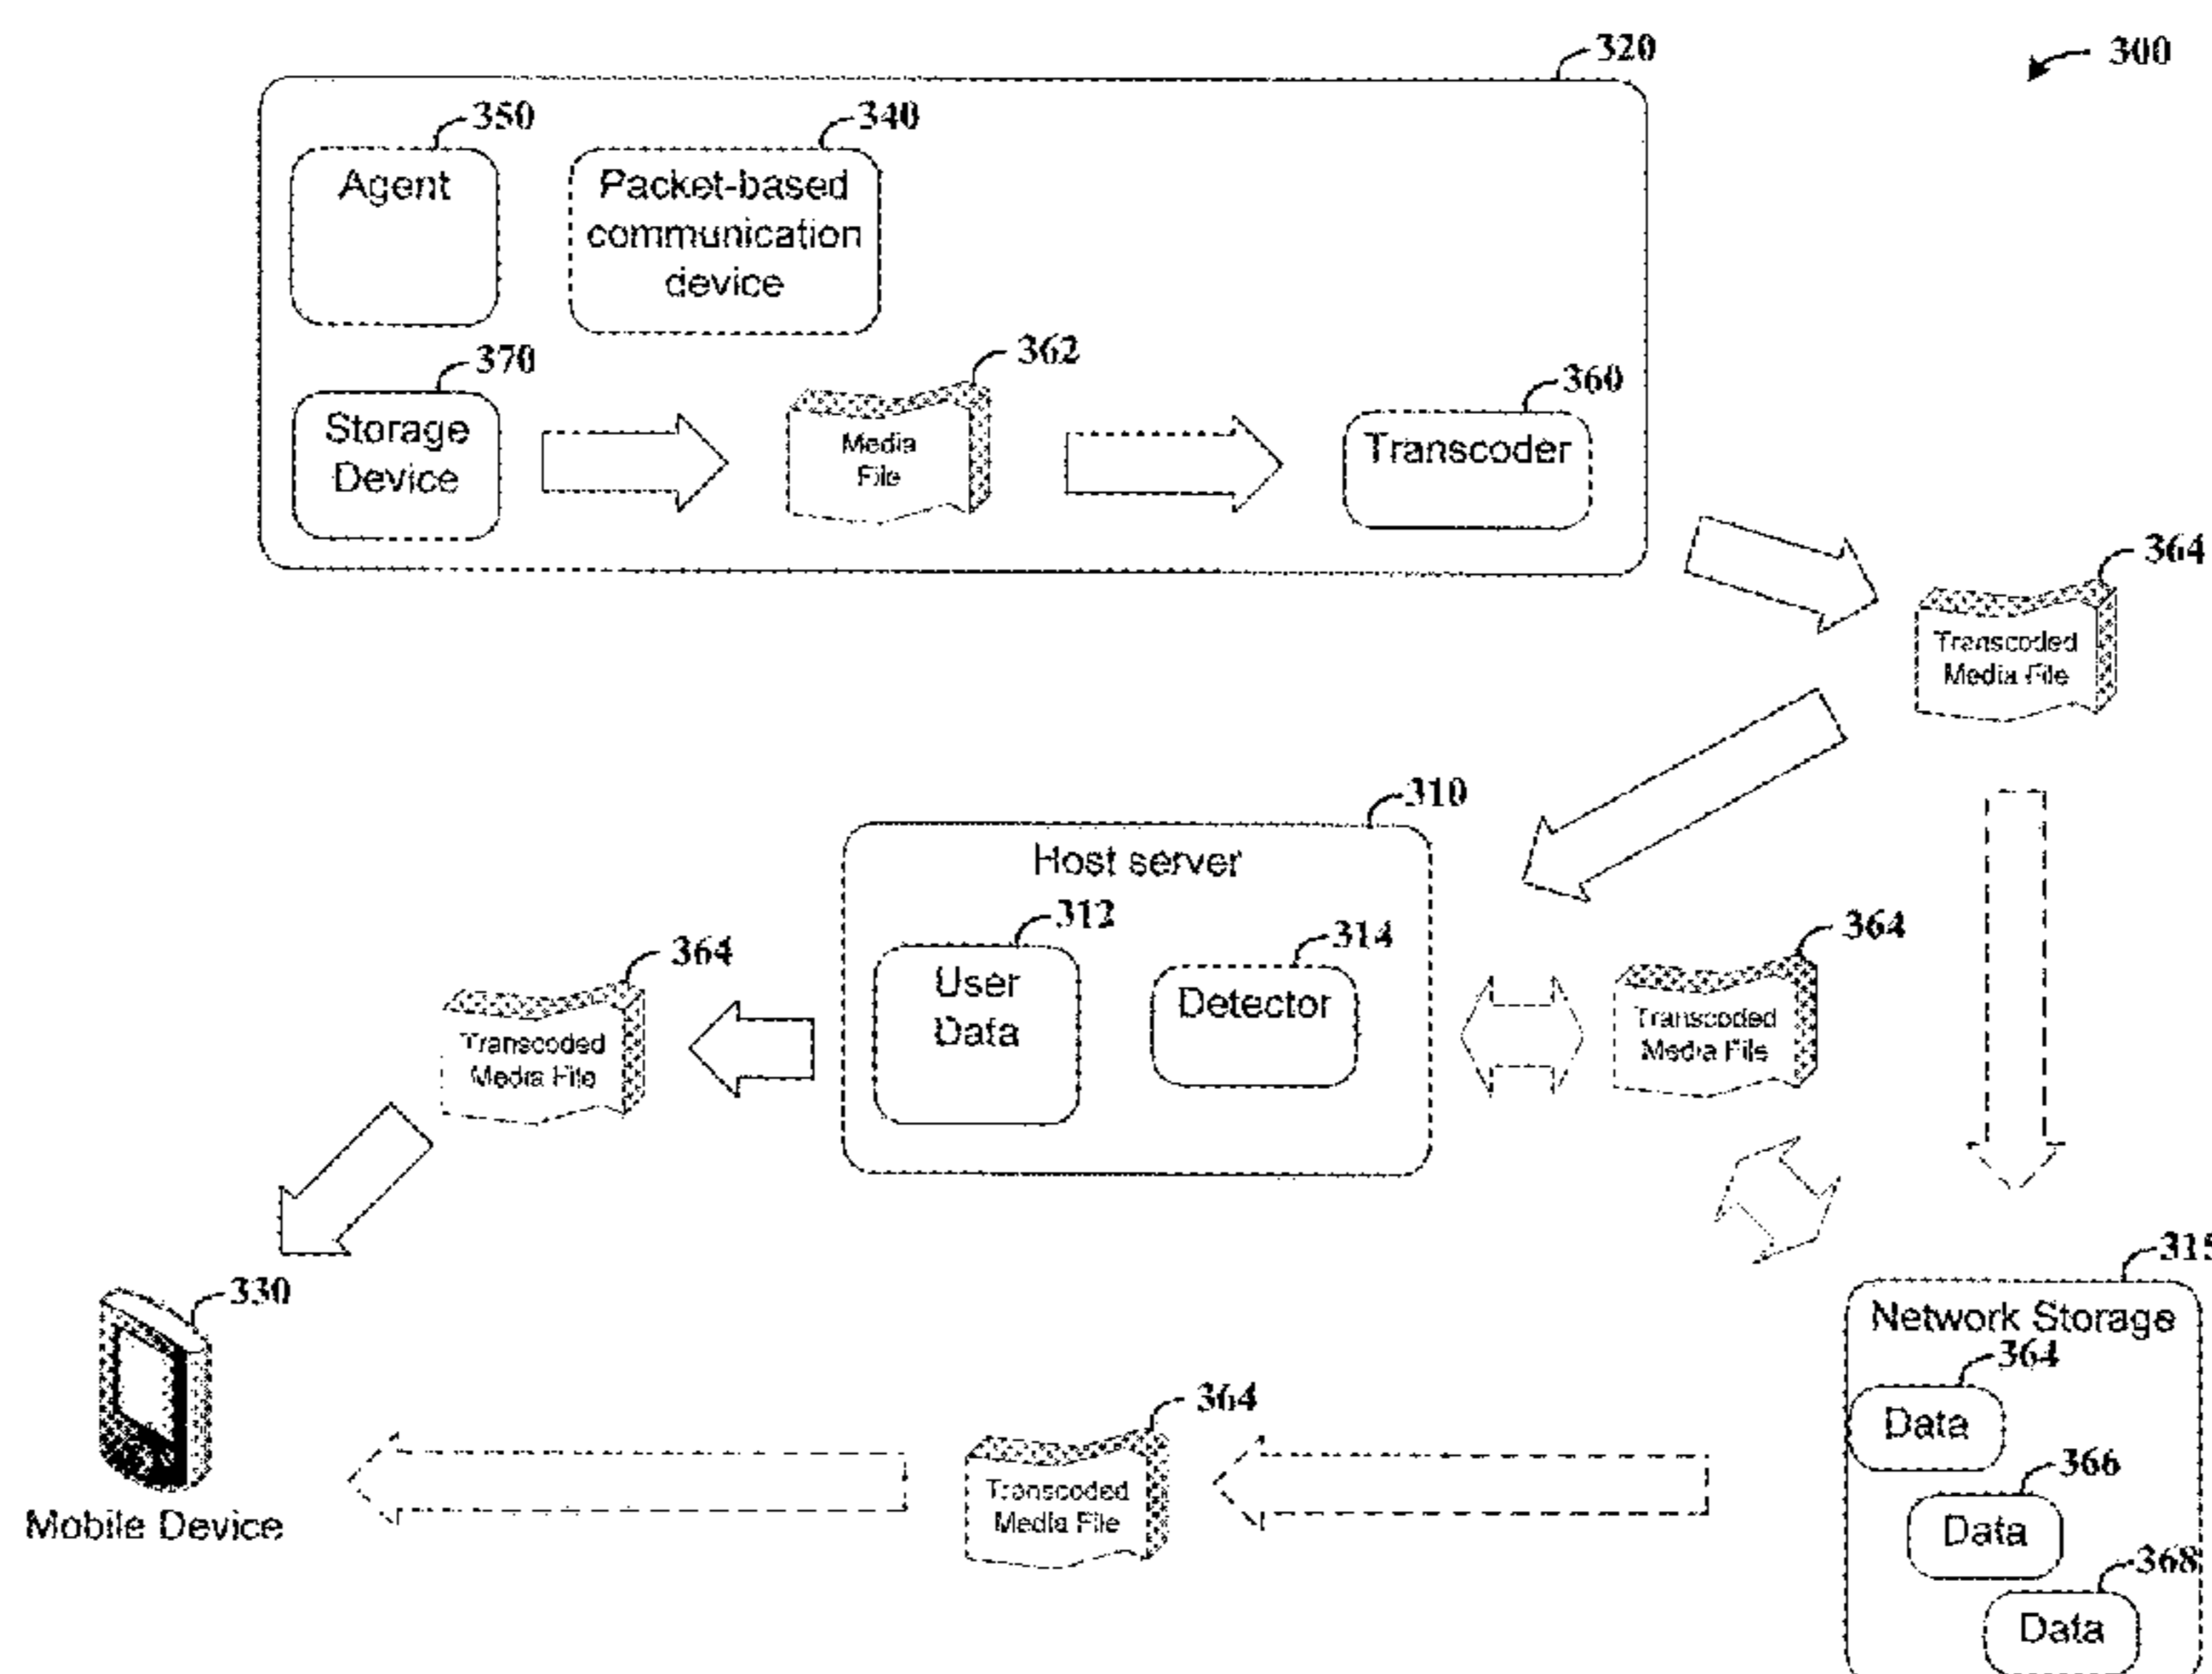 320
300
350
340
Agent
Packet-based
communication
device
370
362
360
Storage
Device
Media
File
Transcoder
364
Transcoded
Media File
310
Host server
312
314
User
Data
Detector
364
Transcoded
Media File
364
Transcoded
Media File
330
Mobile Device
315
Network Storage
364
Data
366
Data
368
Data
364
Transcoded
Media File